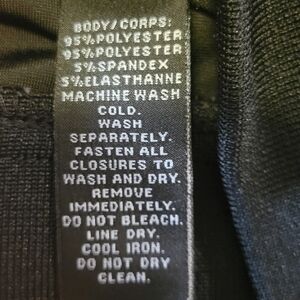 BODY/CORPS:
95%POLYESTER
95%POLYESTER
5%SPANDEX
5%ELASTHANNE
MACHINE WASH
COLD.
WASH
SEPARATELY.
FASTEN ALL
CLOSURES TO
WASH AND DRY.
REMOVE
IMMEDIATELY.
DO NOT BLEACH.
LINE DRY.
COOL IRON.
DO NOT DRY
CLEAN.